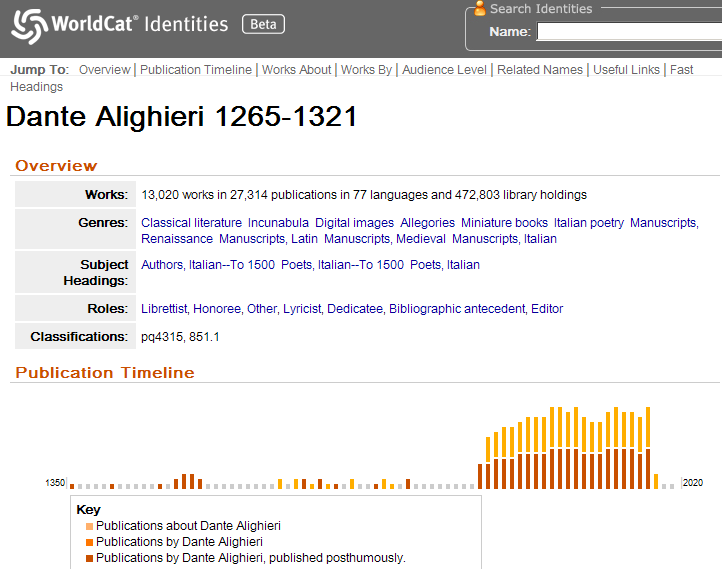 WorldCat® Identities Beta
Search Identities
Name:
Jump To: Overview | Publication Timeline | Works About | Works By | Audience Level | Related Names | Useful Links | Fast
Headings
Dante Alighieri 1265-1321
Overview
Works: 13,020 works in 27,314 publications in 77 languages and 472,803 library holdings
Genres: Classical literature Incunabula Digital images Allegories Miniature books Italian poetry Manuscripts,
Renaissance Manuscripts, Latin Manuscripts, Medieval Manuscripts, Italian
Subject Authors, Italian--To 1500 Poets, Italian--To 1500 Poets, Italian
Headings:
Roles: Librettist, Honoree, Other, Lyricist, Dedicatee, Bibliographic antecedent, Editor
Classifications: pq4315, 851.1
Publication Timeline
1350 2020
Key
Publications about Dante Alighieri
Publications by Dante Alighieri
Publications by Dante Alighieri, published posthumously.